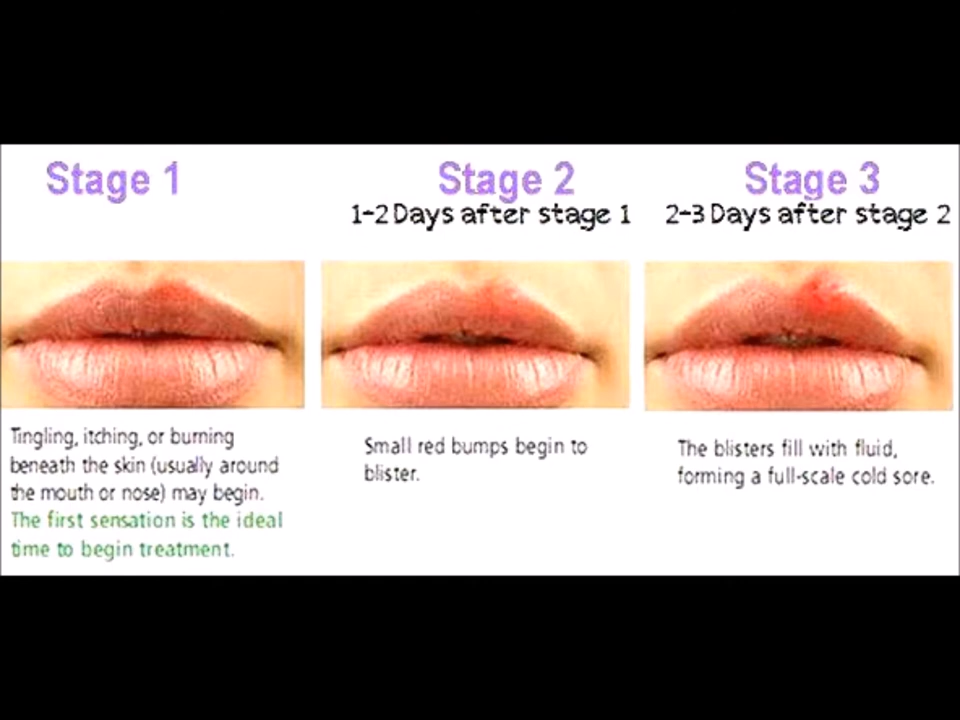 Stage 1
Tingling, itching, or burning
beneath the skin (usually around
the mouth or nose) may begin.
The first sensation is the ideal
time to begin treatment.
Stage 2
1-2 Days after stage 1
Small red bumps begin to
blister.
Stage 3
2-3 Days after stage 2
The blisters fill with fluid,
forming a full-scale cold sore.